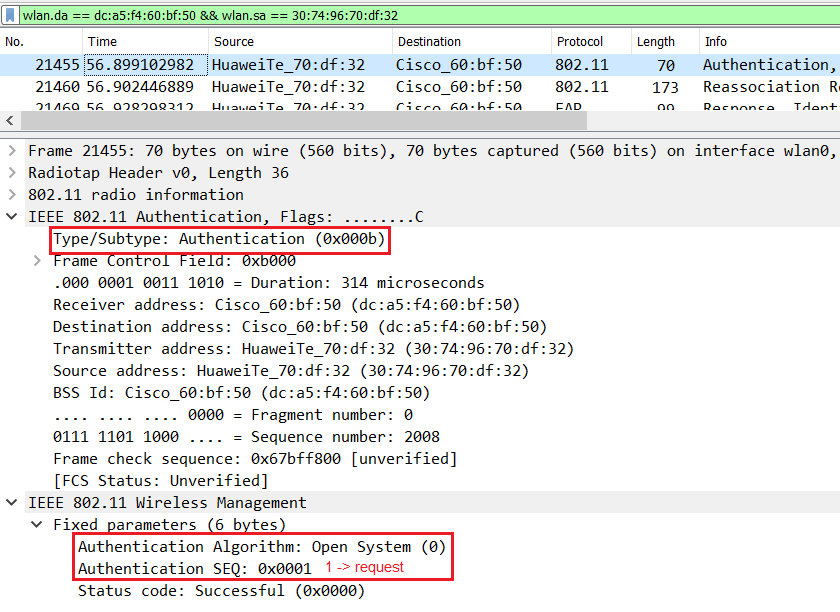 wlan.da == dc:a5:f4:60:bf:50 && wlan.sa == 30:74:96:70:df:32
No. Time Source Destination Protocol Length Info
21455 56.899102982 HuaweiTe_70:df:32 Cisco_60:bf:50 802.11 70 Authentication,
21460 56.902446889 HuaweiTe_70:df:32 Cisco_60:bf:50 802.11 173 Reassociation R
21469 56.928298312 HuaweiTe_70:df:32 Cisco_60:bf:50 EAP 99 Response, Identi
Frame 21455: 70 bytes on wire (560 bits), 70 bytes captured (560 bits) on interface wlan0,
Radiotap Header v0, Length 36
802.11 radio information
IEEE 802.11 Authentication, Flags: ........C
Type/Subtype: Authentication (0x000b)
Frame Control Field: 0xb000
.000 0001 0011 1010 = Duration: 314 microseconds
Receiver address: Cisco_60:bf:50 (dc:a5:f4:60:bf:50)
Destination address: Cisco_60:bf:50 (dc:a5:f4:60:bf:50)
Transmitter address: HuaweiTe_70:df:32 (30:74:96:70:df:32)
Source address: HuaweiTe_70:df:32 (30:74:96:70:df:32)
BSS Id: Cisco_60:bf:50 (dc:a5:f4:60:bf:50)
.... .... .... 0000 = Fragment number: 0
0111 1101 1000 .... = Sequence number: 2008
Frame check sequence: 0x67bff800 [unverified]
[FCS Status: Unverified]
IEEE 802.11 Wireless Management
Fixed parameters (6 bytes)
Authentication Algorithm: Open System (0)
Authentication SEQ: 0x0001 1 -> request
Status code: Successful (0x0000)